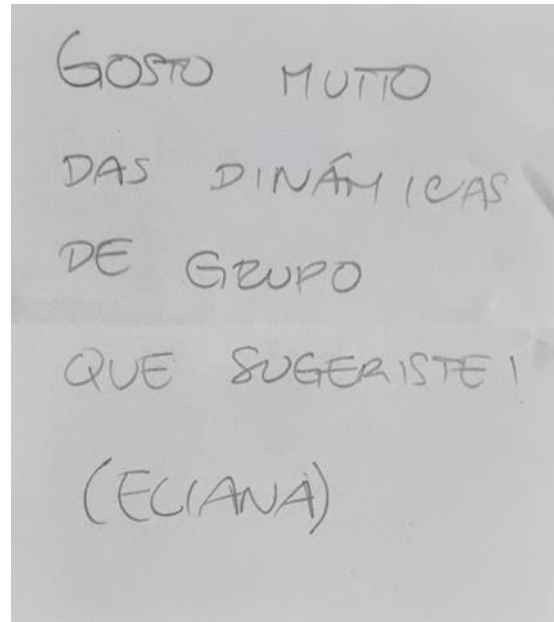 GOSTO MUITO
DAS DINÂMICAS
DE GRUPO
QUE SUGERISTE!
(ELIANA)